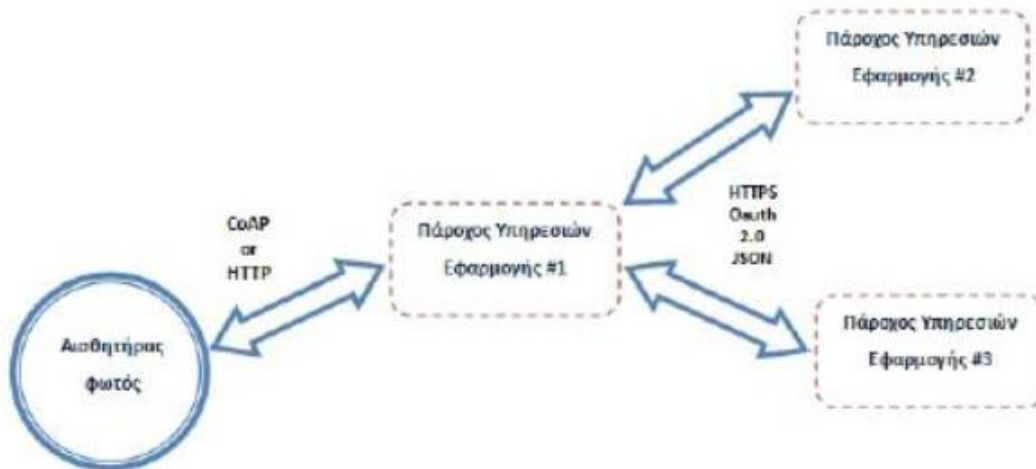 Πάροχος Υπηρεσιών
Εφαρμογής #2
HTTPS
Oauth
2.0
JSON
CoAP
or
HTTP
Πάροχος Υπηρεσιών
Εφαρμογής #1
Αισθητήρας
φωτός
Πάροχος Υπηρεσιών
Εφαρμογής #3